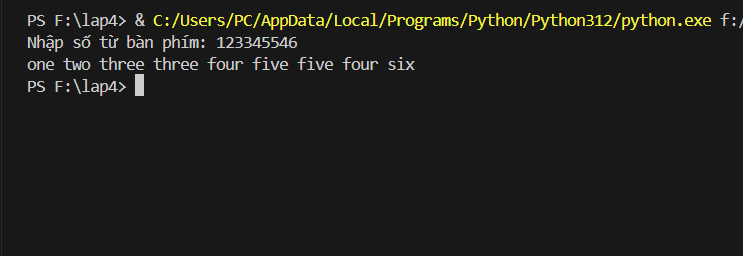 PS F:\lap4> & C:/Users/PC/AppData/Local/Programs/Python/Python312/python.exe f:/
Nhập số từ bàn phím: 123345546
one two three three four five five four six
PS F:\lap4>